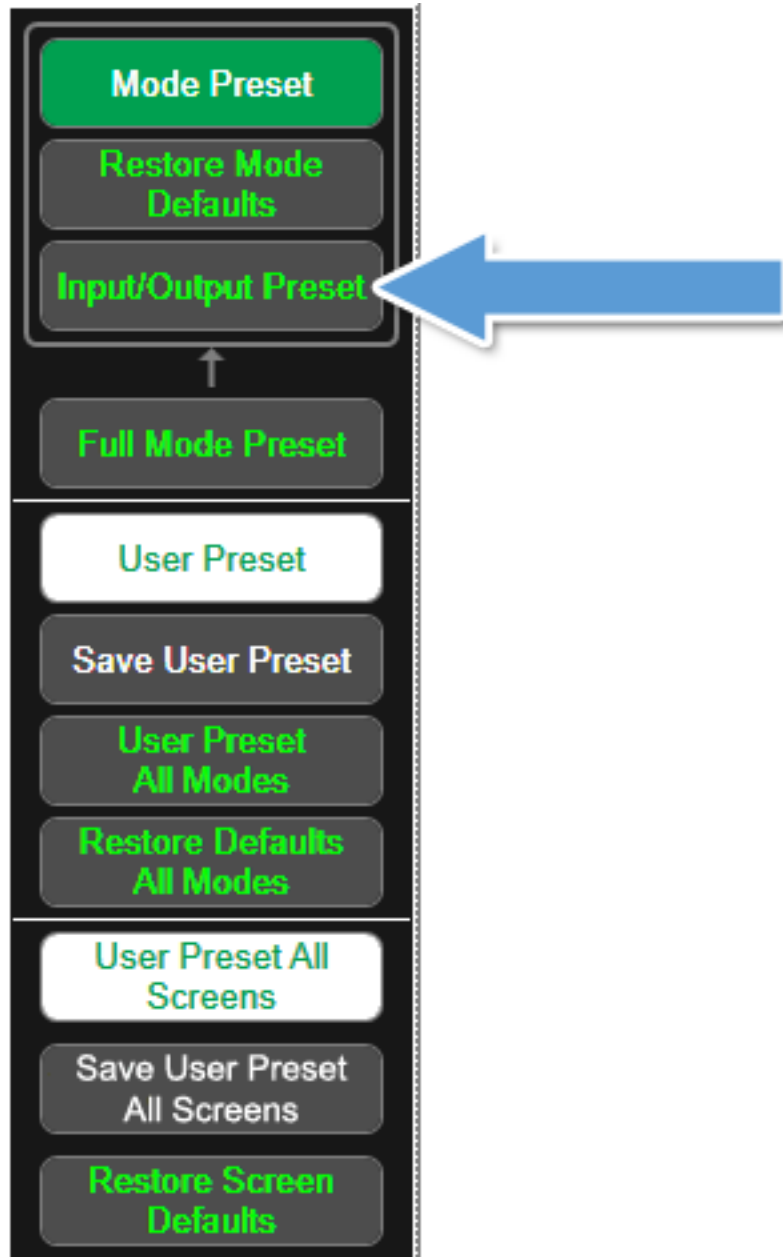 Mode Preset
Restore Mode
Defaults
Input/Output Preset
Full Mode Preset
User Preset
Save User Preset
User Preset
All Modes
Restore Defaults
All Modes
User Preset All
Screens
Save User Preset
All Screens
Restore Screen
Defaults